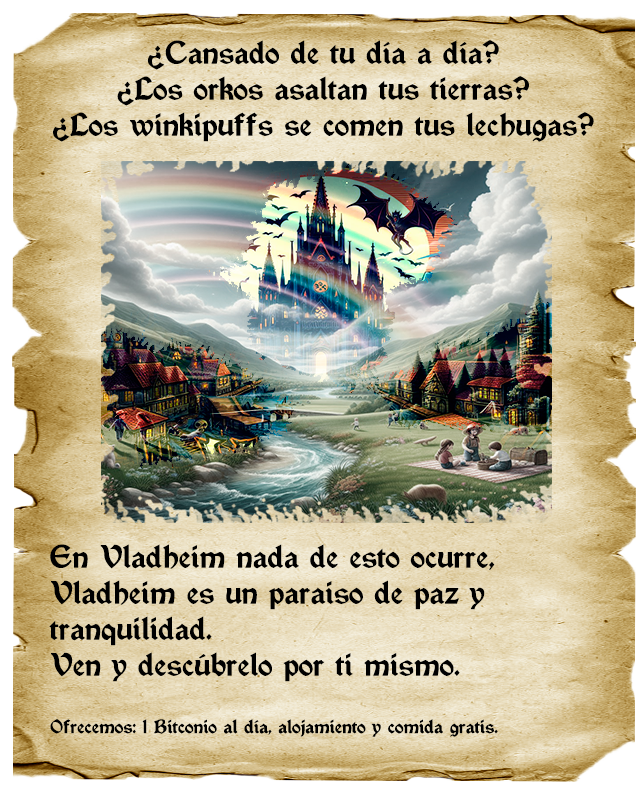 ¿Cansado de tu día a día?
¿Los orkos asaltan tus tierras?
¿Los winkipuffs se comen tus lechugas?
En Vladheim nada de esto ocurre,
Vladheim es un paraiso de paz y
tranquilidad.
Ven y descúbrelo por ti mismo.
Ofrecemos: 1 Bitconio al día, alojamiento y comida gratis.